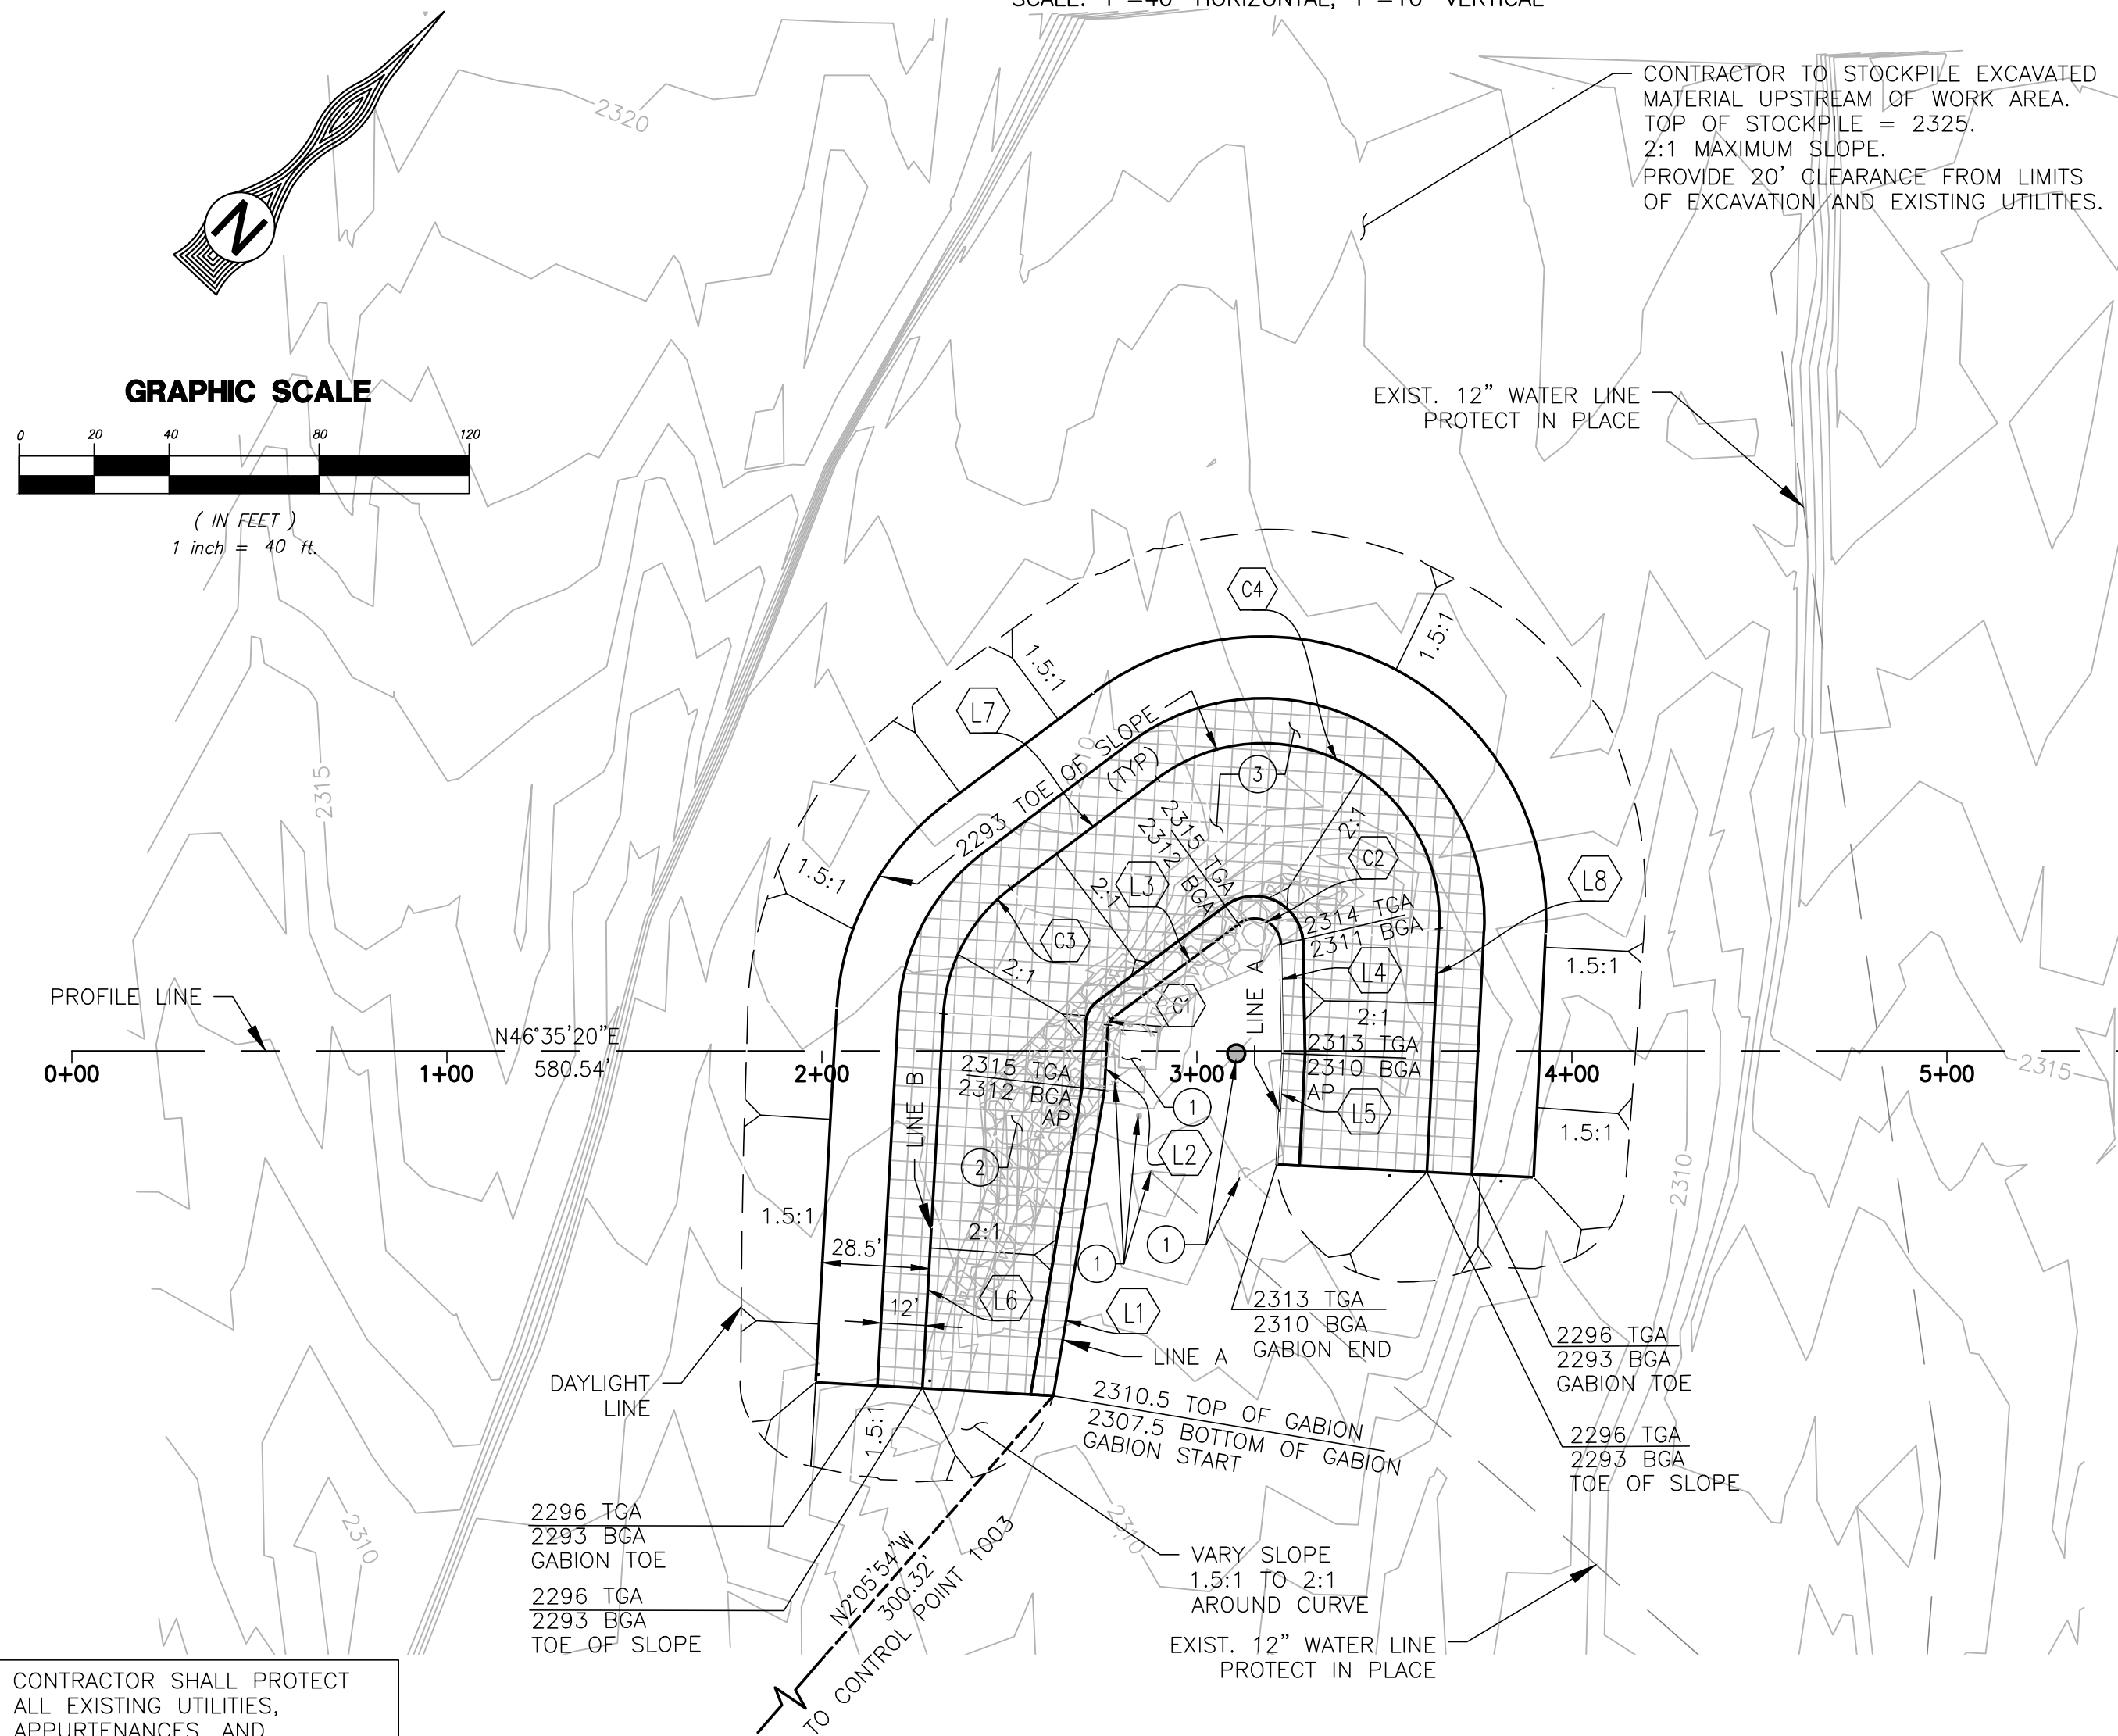 SCALE: 1"=40' HORIZONTAL, 1"=10' VERTICAL
N
2320
CONTRACTOR TO STOCKPILE EXCAVATED
MATERIAL UPSTREAM OF WORK AREA.
TOP OF STOCKPILE = 2325.
2:1 MAXIMUM SLOPE.
PROVIDE 20' CLEARANCE FROM LIMITS
OF EXCAVATION AND EXISTING UTILITIES.
GRAPHIC SCALE
0 20 40 80 120
( IN FEET )
1 inch = 40 ft.
EXIST. 12" WATER LINE
PROTECT IN PLACE
C4
1.5:1
1.5:1
L7
2293 TOE OF SLOPE
(TYP)
3
2315
2315 TGA
2312 BGA
2:1
C2
L3
2:1
L8
1.5:1
C3
2314 TGA
2311 BGA
2:1
L4
1.5:1
PROFILE LINE
C1
LINE A
2:1
N46°35'20"E
580.54'
0+00
1+00
2+00
3+00
4+00
5+00
2315
2313 TGA
2310 BGA
AP
2315 TGA
2312 BGA
AP
LINE B
1
L5
1.5:1
2
L2
2310
1.5:1
2:1
28.5'
1
1
L6
12'
L1
LINE A
2313 TGA
2310 BGA
GABION END
2296 TGA
2293 BGA
GABION TOE
DAYLIGHT
LINE
2310.5 TOP OF GABION
2307.5 BOTTOM OF GABION
GABION START
1.5:1
2296 TGA
2293 BGA
TOE OF SLOPE
2296 TGA
2293 BGA
GABION TOE
2310
2310
N2°05'54"W
300.32'
TO CONTROL POINT 1003
VARY SLOPE
1.5:1 TO 2:1
AROUND CURVE
2296 TGA
2293 BGA
TOE OF SLOPE
EXIST. 12" WATER LINE
PROTECT IN PLACE
CONTRACTOR SHALL PROTECT
ALL EXISTING UTILITIES,
APPURTENANCES, AND